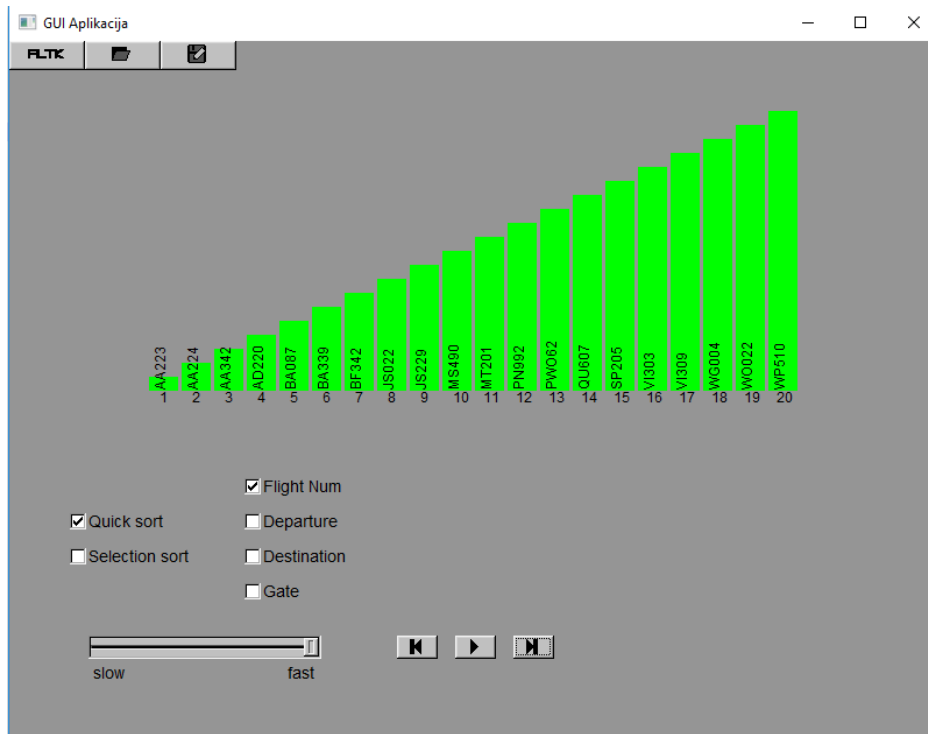 GUI Aplikacija
FLTK
AA223 AA224 AA342 AD220 BA087 BA339 BF342 JS022 JS229 MS490 MT201 PN992 PWO62 QU607 SP205 VI303 VI309 WG004 WO022 WP510
1 2 3 4 5 6 7 8 9 10 11 12 13 14 15 16 17 18 19 20
Flight Num
Quick sort Departure
Selection sort Destination
Gate
slow fast